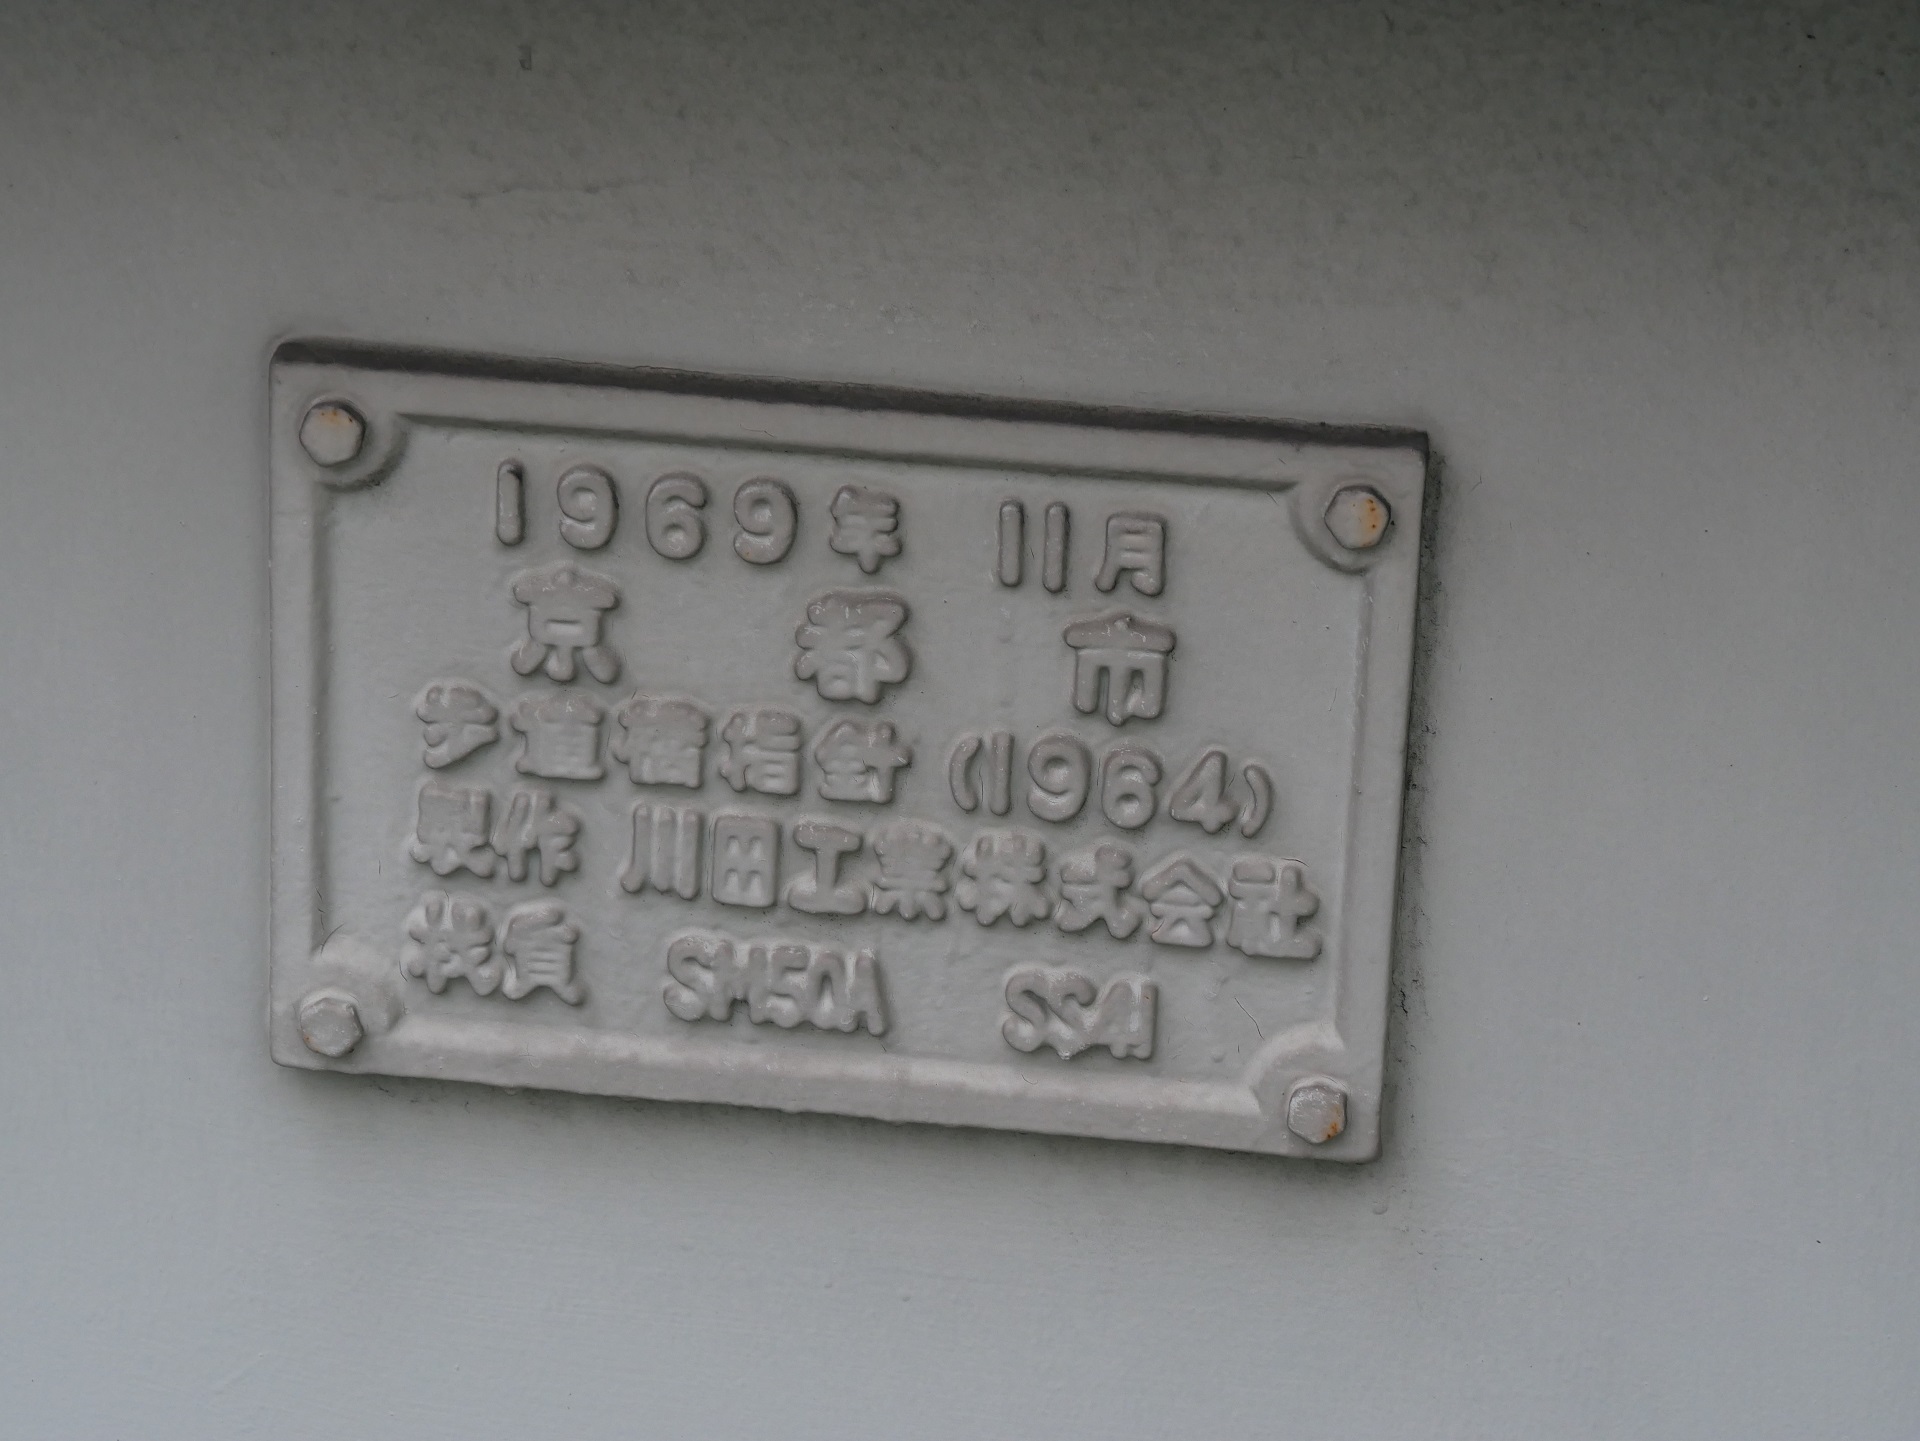 1969年 11月
京都市
歩道橋指針(1964)
製作 川田工業株式会社
材質 SM50A SS41